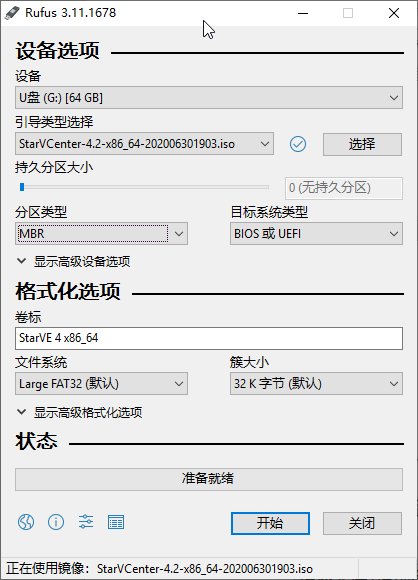 Rufus 3.11.1678
设备选项
设备
U盘 (G:) [64 GB]
引导类型选择
StarVCenter-4.2-x86_64-202006301903.iso 选择
持久分区大小
0 (无持久分区)
分区类型 目标系统类型
MBR BIOS 或 UEFI
显示高级设备选项
格式化选项
卷标
StarVE 4 x86_64
文件系统 簇大小
Large FAT32 (默认) 32 K 字节 (默认)
显示高级格式化选项
状态
准备就绪
开始 关闭
正在使用镜像：StarVCenter-4.2-x86_64-202006301903.iso